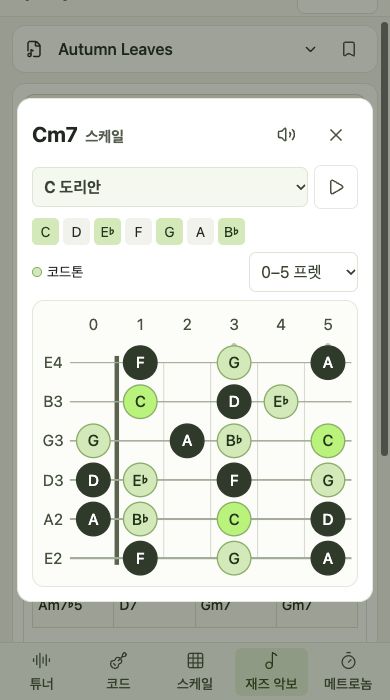 Autumn Leaves
Cm7 스케일
C 도리안
C D E♭ F G A B♭
코드톤
0–5 프렛
0 1 2 3 4 5
E4 F G A
B3 C D E♭
G3 G A B♭ C
D3 D E♭ F G
A2 A B♭ C D
E2 F G A
Am7♭5 D7 Gm7 Gm7
튜너 코드 스케일 재즈 악보 메트로놈